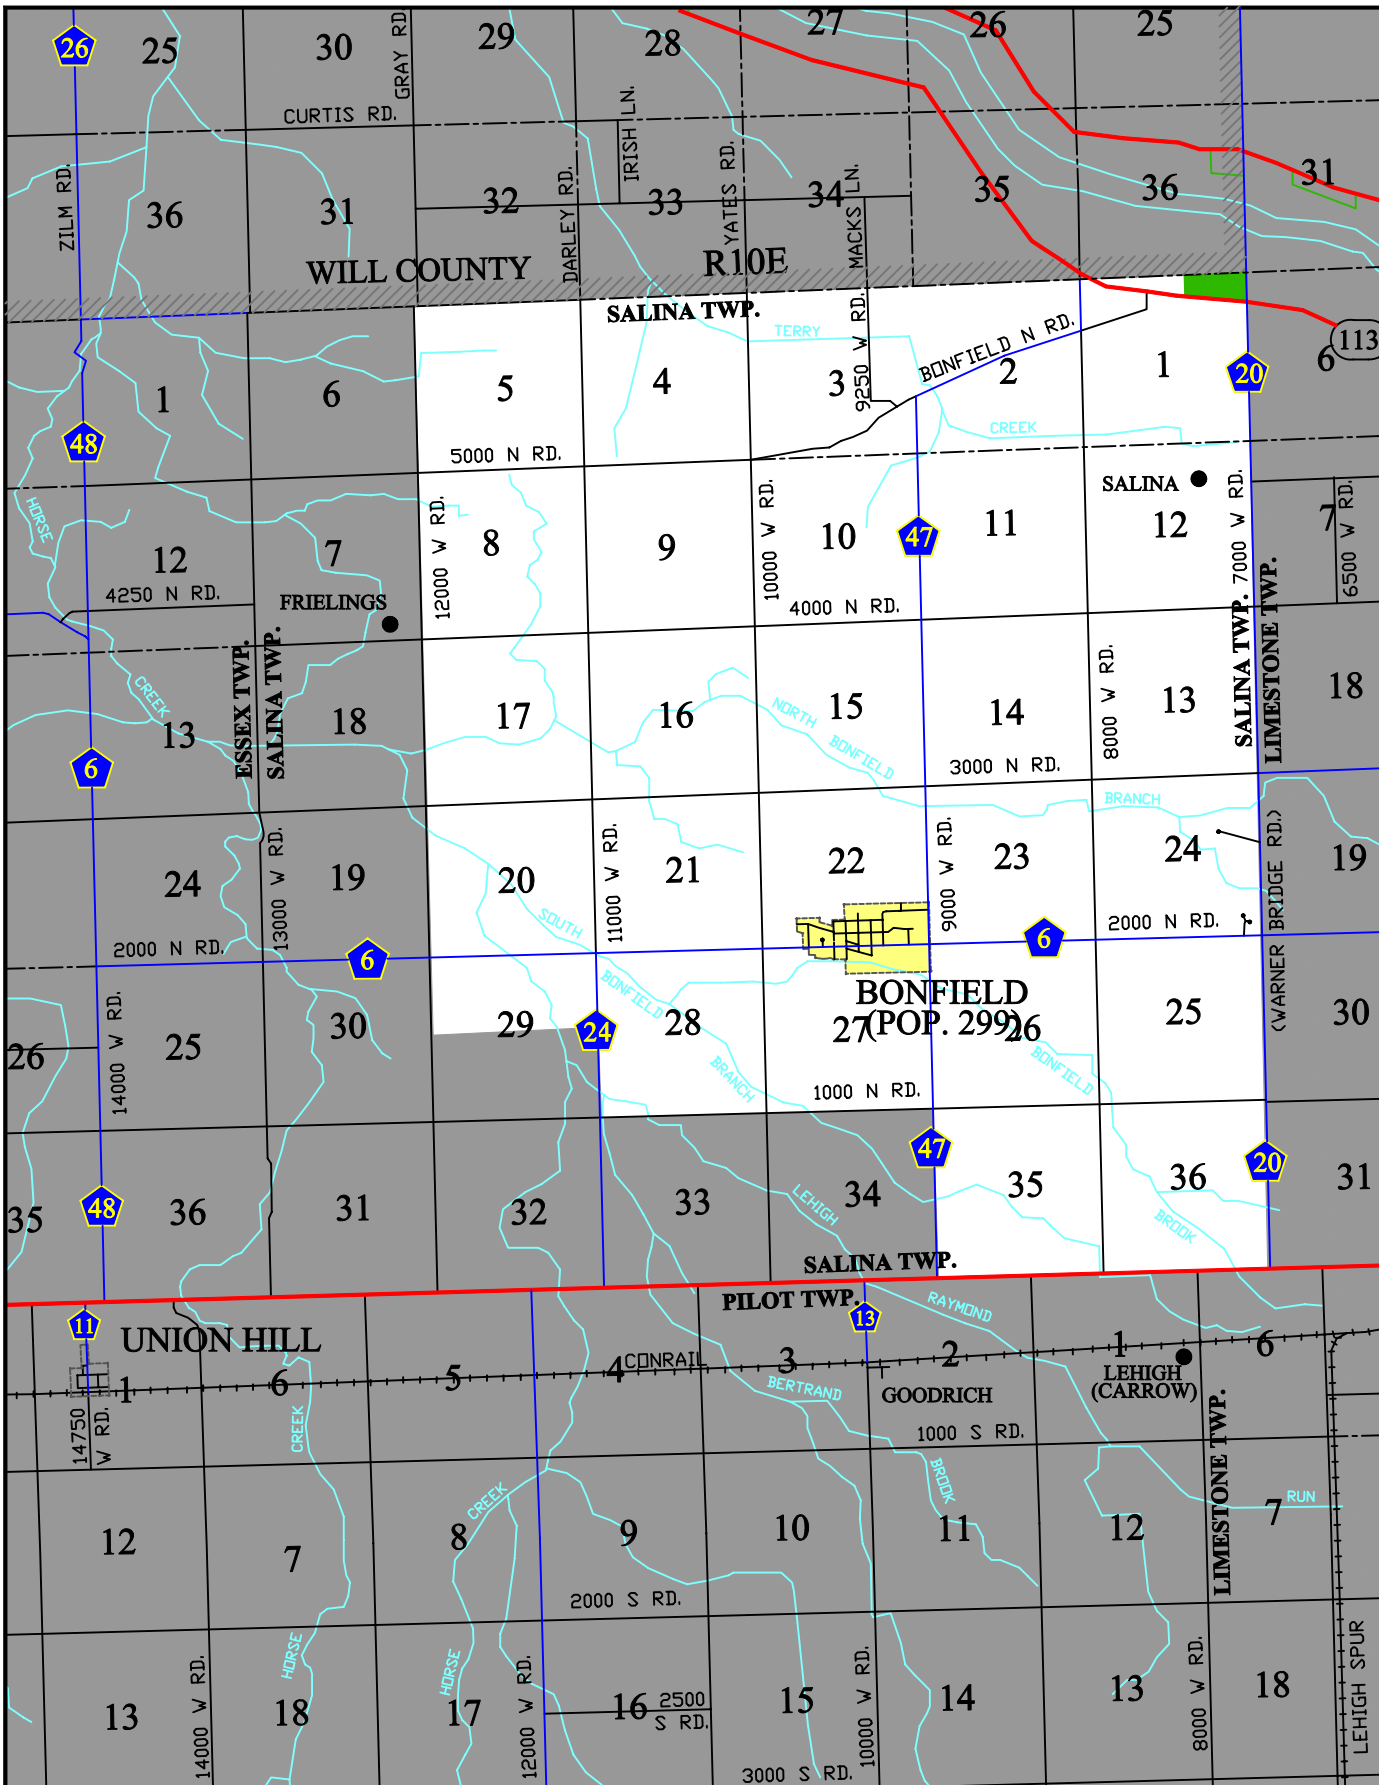 26
25
30
GRAY RD
29
28
27
26
25
CURTIS RD.
ZILM RD.
36
31
32
DARLEY RD.
IRISH LN.
33
YATES RD.
34
MACKS LN.
35
36
31
WILL COUNTY
R10E
SALINA TWP.
TERRY
9250 W RD.
BONFIELD N RD.
113
1
6
5
4
3
2
1
20
6
48
5000 N RD.
CREEK
HORSE
12
7
12000 W RD.
8
9
10000 W RD.
10
47
11
SALINA
12
7000 W RD.
7
6500 W RD.
4250 N RD.
FRIELINGS
4000 N RD.
ESSEX TWP.
SALINA TWP.
SALINA TWP.
LIMESTONE TWP.
CREEK
13
18
17
16
NORTH
BONFIELD
15
14
8000 W RD.
13
18
6
3000 N RD.
BRANCH
24
13000 W RD.
19
20
11000 W RD.
21
22
9000 W RD.
23
24
(WARNER BRIDGE RD.)
19
2000 N RD.
6
SOUTH
6
2000 N RD.
BONFIELD
BONFIELD
(POP. 299)
26
14000 W RD.
25
30
29
24
28
27
26
25
30
BRANCH
BONFIELD
1000 N RD.
35
48
36
31
32
33
LEHIGH
34
47
35
36
BROOK
20
31
SALINA TWP.
PILOT TWP.
11
UNION HILL
13
RAYMOND
1
6
5
4
CONRAIL
3
2
1
6
BERTRAND
GOODRICH
LEHIGH
(CARROW)
14750
W RD.
CREEK
1000 S RD.
LIMESTONE TWP.
CREEK
BROOK
RUN
12
7
8
9
10
11
12
7
2000 S RD.
14000 W RD.
HORSE
HORSE
12000 W RD.
10000 W RD.
8000 W RD.
LEHIGH SPUR
13
18
17
16
2500
S RD.
15
14
13
18
3000 S RD.